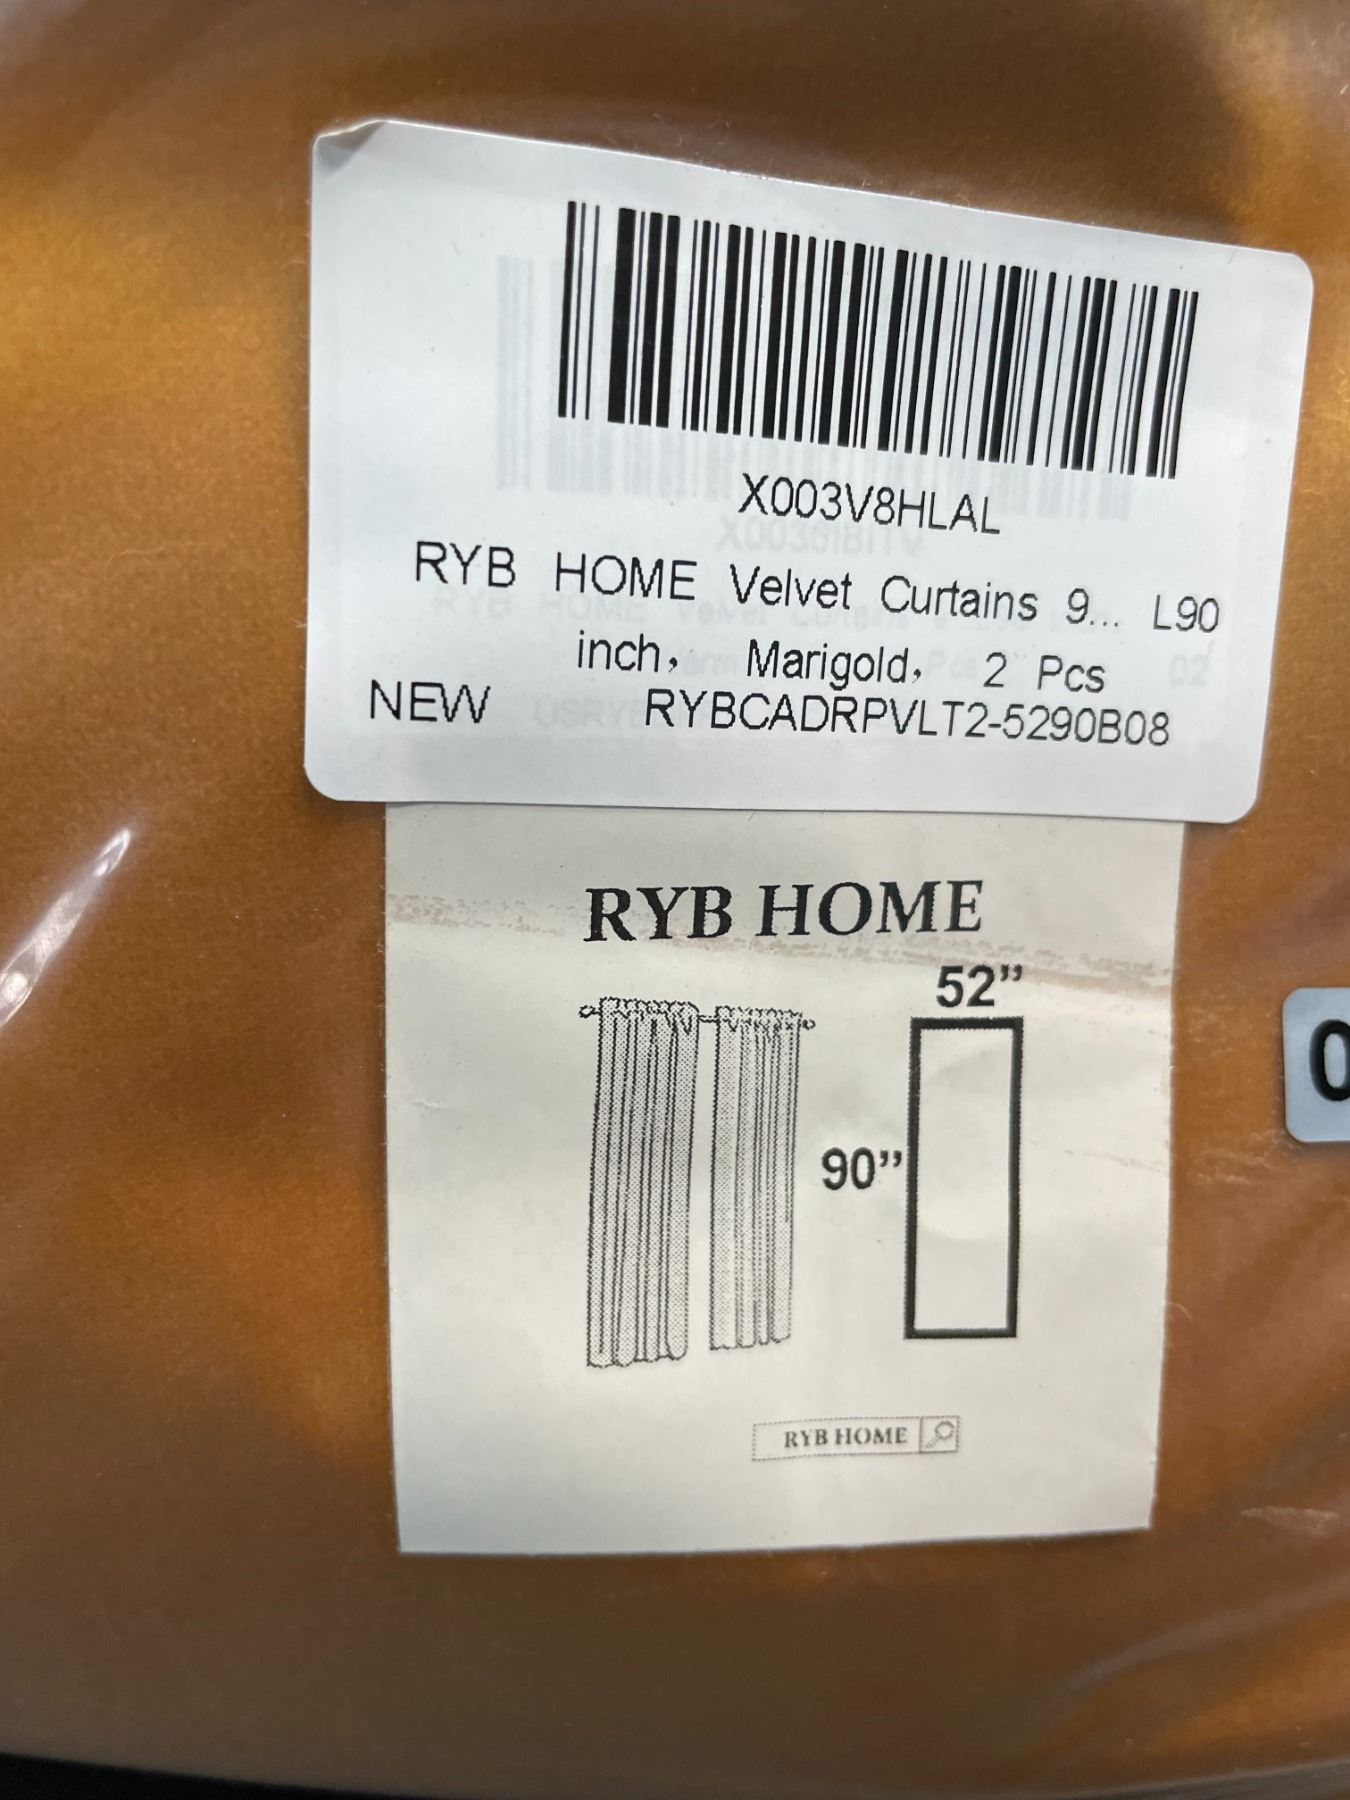 X003V8HLAL
RYB HOME Velvet Curtains 9... L90
inch, Marigold, 2 Pcs
NEW RYBCADRPVLT2-5290B08
RYB HOME
52”
90”
RYB HOME
0